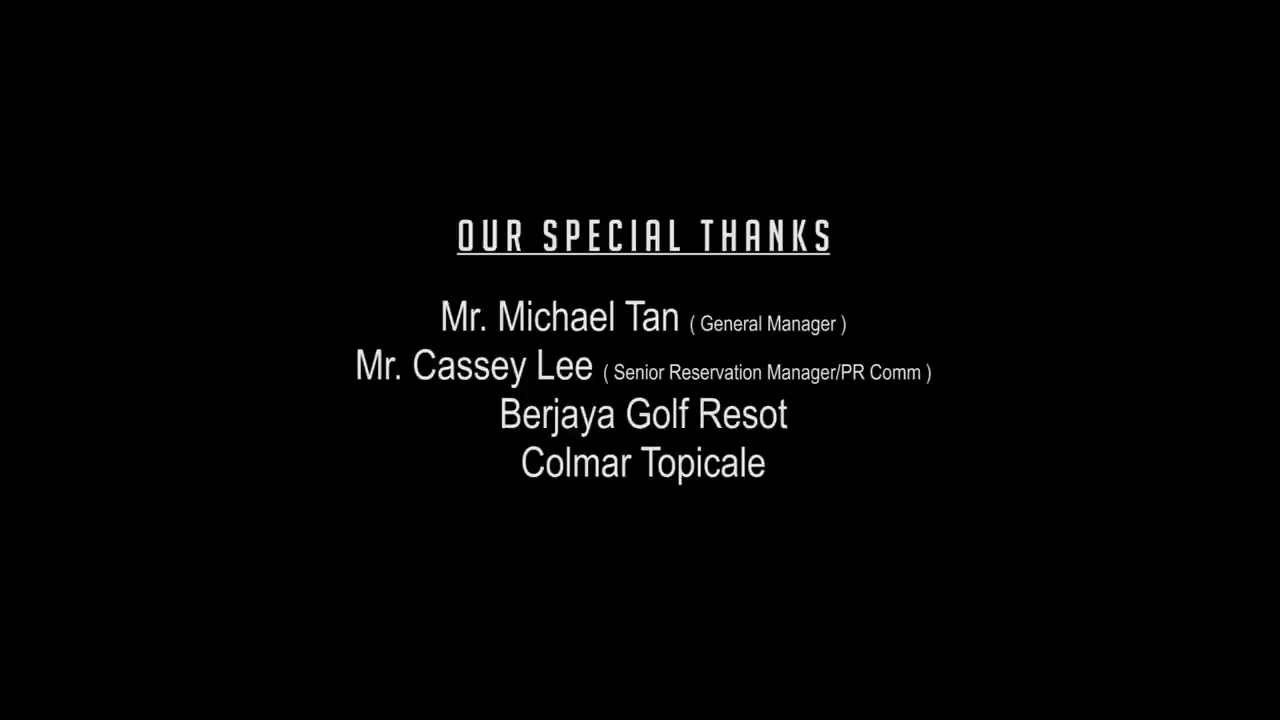 OUR SPECIAL THANKS
Mr. Michael Tan ( General Manager )
Mr. Cassey Lee ( Senior Reservation Manager/PR Comm )
Berjaya Golf Resot
Colmar Topicale